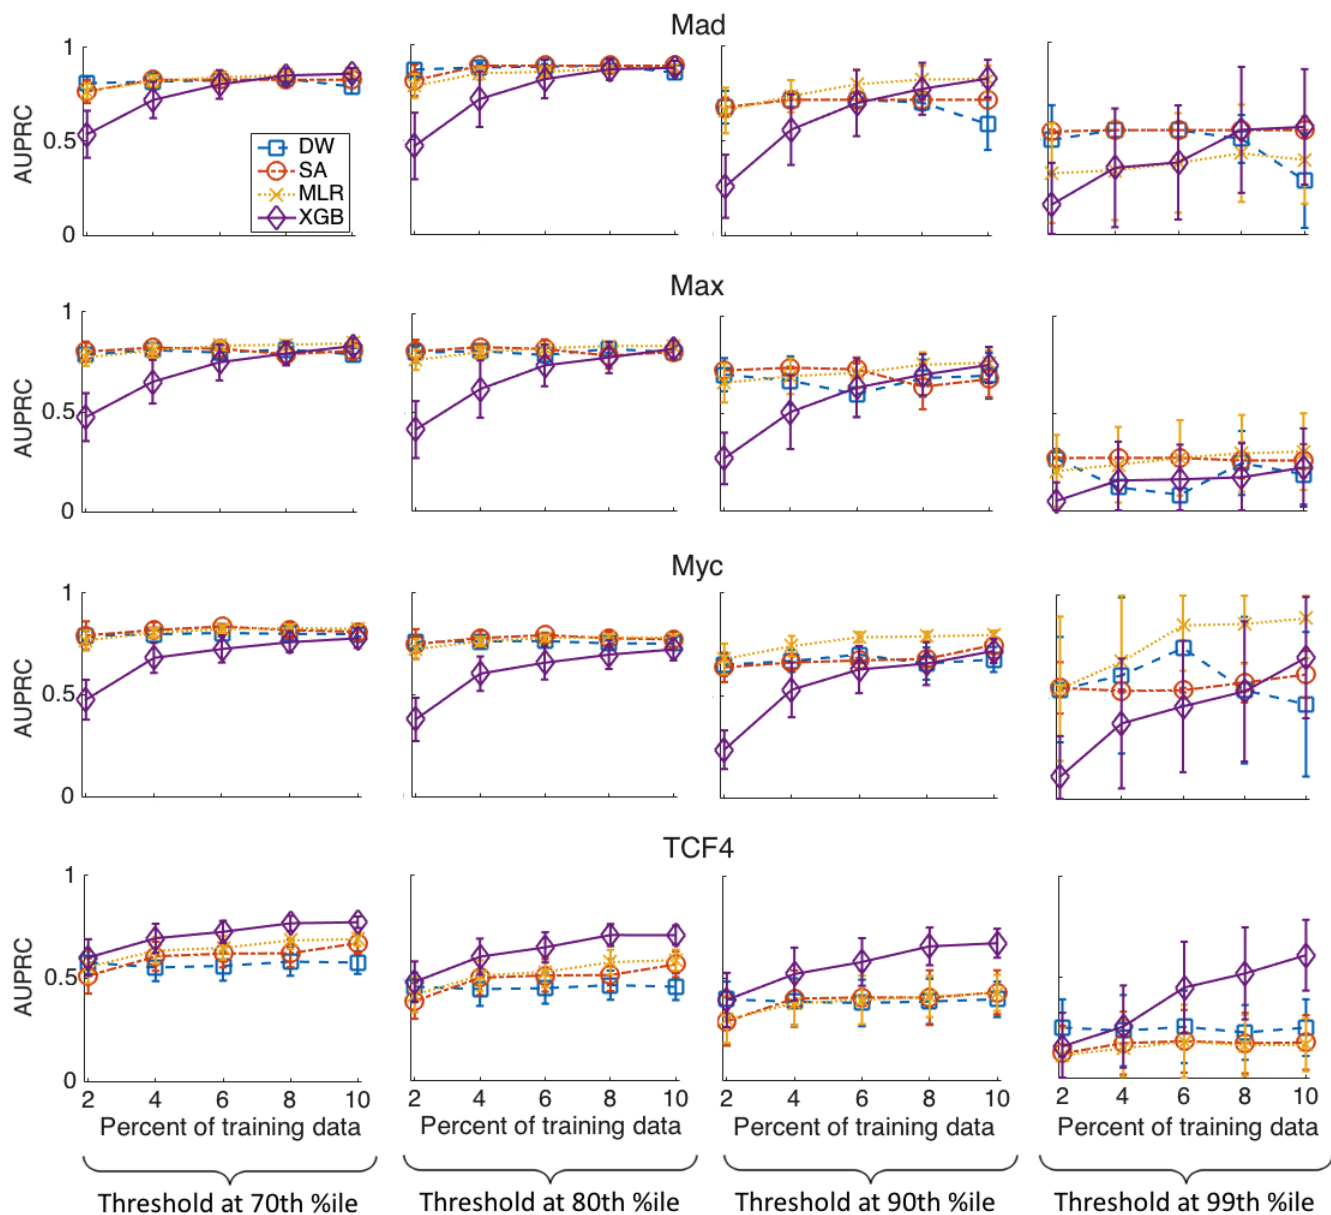 Mad
1
0.5
0
AUPRC
DW
SA
MLR
XGB
Max
1
0.5
0
AUPRC
Myc
1
0.5
0
AUPRC
TCF4
1
0.5
0
AUPRC
2 4 6 8 10 2 4 6 8 10 2 4 6 8 10 2 4 6 8 10
Percent of training data Percent of training data Percent of training data Percent of training data
Threshold at 70th %ile Threshold at 80th %ile Threshold at 90th %ile Threshold at 99th %ile